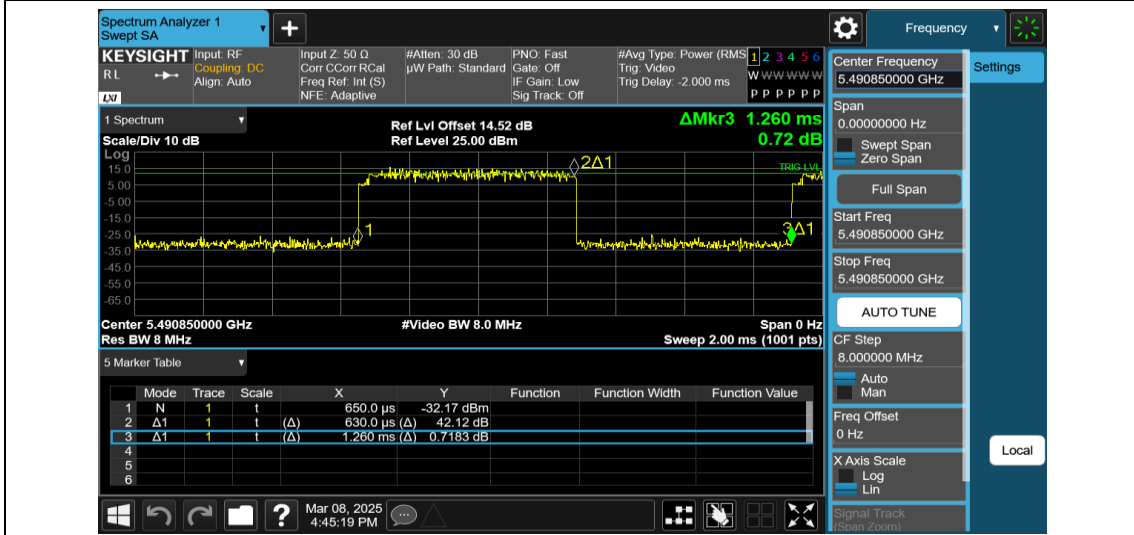 Spectrum Analyzer 1
Swept SA
Frequency
KEYSIGHT
RL
LXI
Input: RF
Coupling: DC
Align: Auto
Input Z: 50 Ω
Corr CCorr RCal
Freq Ref: Int (S)
NFE: Adaptive
#Atten: 30 dB
µW Path: Standard
PNO: Fast
Gate: Off
IF Gain: Low
Sig Track: Off
#Avg Type: Power (RMS
Trig: Video
Trig Delay: -2.000 ms
1 2 3 4 5 6
W W W W W W
P P P P P P
1 Spectrum
Scale/Div 10 dB
Ref Lvl Offset 14.52 dB
Ref Level 25.00 dBm
ΔMkr3 1.260 ms
0.72 dB
Log
15.0
5.00
-5.00
-15.0
-25.0
-35.0
-45.0
-55.0
-65.0
TRIG LVL
1
2Δ1
3Δ1
Center 5.490850000 GHz
#Video BW 8.0 MHz
Span 0 Hz
Res BW 8 MHz
Sweep 2.00 ms (1001 pts)
5 Marker Table
Mode Trace Scale X Y Function Function Width Function Value
1 N 1 t 650.0 µs -32.17 dBm
2 Δ1 1 t (Δ) 630.0 µs (Δ) 42.12 dB
3 Δ1 1 t (Δ) 1.260 ms (Δ) 0.7183 dB
4
5
6
Mar 08, 2025
4:45:19 PM
Center Frequency
5.490850000 GHz
Span
0.00000000 Hz
Swept Span
Zero Span
Full Span
Start Freq
5.490850000 GHz
Stop Freq
5.490850000 GHz
AUTO TUNE
CF Step
8.000000 MHz
Auto
Man
Freq Offset
0 Hz
X Axis Scale
Log
Lin
Signal Track
(Span Zoom)
Settings
Local